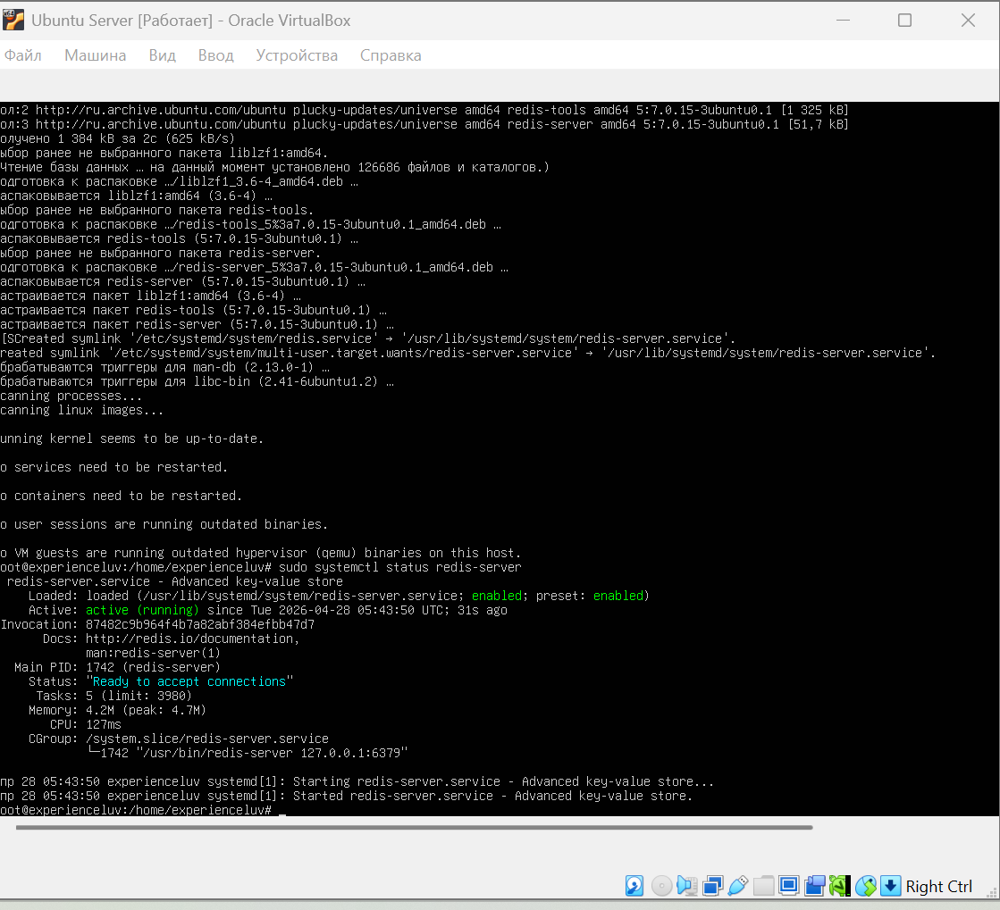 Ubuntu Server [Работает] - Oracle VirtualBox
Файл Машина Вид Ввод Устройства Справка
ол:2 http://ru.archive.ubuntu.com/ubuntu plucky-updates/universe amd64 redis-tools amd64 5:7.0.15-3ubuntu0.1 [1 325 kB]
ол:3 http://ru.archive.ubuntu.com/ubuntu plucky-updates/universe amd64 redis-server amd64 5:7.0.15-3ubuntu0.1 [51,7 kB]
олучено 1 384 kB за 2с (625 kB/s)
ыбор ранее не выбранного пакета liblzf1:amd64.
Чтение базы данных … на данный момент установлено 126686 файлов и каталогов.)
одготовка к распаковке …/liblzf1_3.6-4_amd64.deb …
аспаковывается liblzf1:amd64 (3.6-4) …
ыбор ранее не выбранного пакета redis-tools.
одготовка к распаковке …/redis-tools_5%3a7.0.15-3ubuntu0.1_amd64.deb …
аспаковывается redis-tools (5:7.0.15-3ubuntu0.1) …
ыбор ранее не выбранного пакета redis-server.
одготовка к распаковке …/redis-server_5%3a7.0.15-3ubuntu0.1_amd64.deb …
аспаковывается redis-server (5:7.0.15-3ubuntu0.1) …
астраивается пакет liblzf1:amd64 (3.6-4) …
астраивается пакет redis-tools (5:7.0.15-3ubuntu0.1) …
астраивается пакет redis-server (5:7.0.15-3ubuntu0.1) …
[SCreated symlink '/etc/systemd/system/redis.service' → '/usr/lib/systemd/system/redis-server.service'.
reated symlink '/etc/systemd/system/multi-user.target.wants/redis-server.service' → '/usr/lib/systemd/system/redis-server.service'.
брабатываются триггеры для man-db (2.13.0-1) …
брабатываются триггеры для libc-bin (2.41-6ubuntu1.2) …
canning processes...
canning linux images...
unning kernel seems to be up-to-date.
o services need to be restarted.
o containers need to be restarted.
o user sessions are running outdated binaries.
o VM guests are running outdated hypervisor (qemu) binaries on this host.
oot@experienceluv:/home/experienceluv# sudo systemctl status redis-server
redis-server.service - Advanced key-value store
Loaded: loaded (/usr/lib/systemd/system/redis-server.service; enabled; preset: enabled)
Active: active (running) since Tue 2026-04-28 05:43:50 UTC; 31s ago
Invocation: 87482c9b964f4b7a82abf384efbb47d7
Docs: http://redis.io/documentation,
man:redis-server(1)
Main PID: 1742 (redis-server)
Status: "Ready to accept connections"
Tasks: 5 (limit: 3980)
Memory: 4.2M (peak: 4.7M)
CPU: 127ms
CGroup: /system.slice/redis-server.service
└─1742 "/usr/bin/redis-server 127.0.0.1:6379"
пр 28 05:43:50 experienceluv systemd[1]: Starting redis-server.service - Advanced key-value store...
пр 28 05:43:50 experienceluv systemd[1]: Started redis-server.service - Advanced key-value store.
oot@experienceluv:/home/experienceluv# _
Right Ctrl